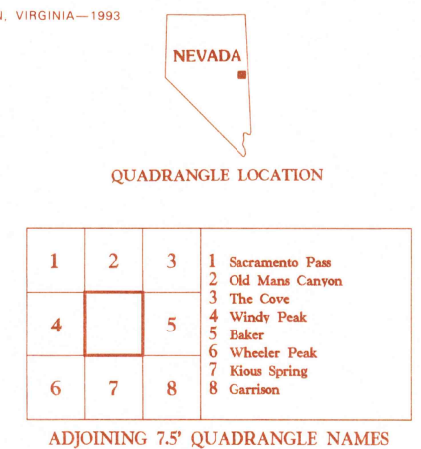 N, VIRGINIA—1993
NEVADA
QUADRANGLE LOCATION
1 2 3
4 5
6 7 8
1 Sacramento Pass
2 Old Mans Canyon
3 The Cove
4 Windy Peak
5 Baker
6 Wheeler Peak
7 Kious Spring
8 Garrison
ADJOINING 7.5' QUADRANGLE NAMES